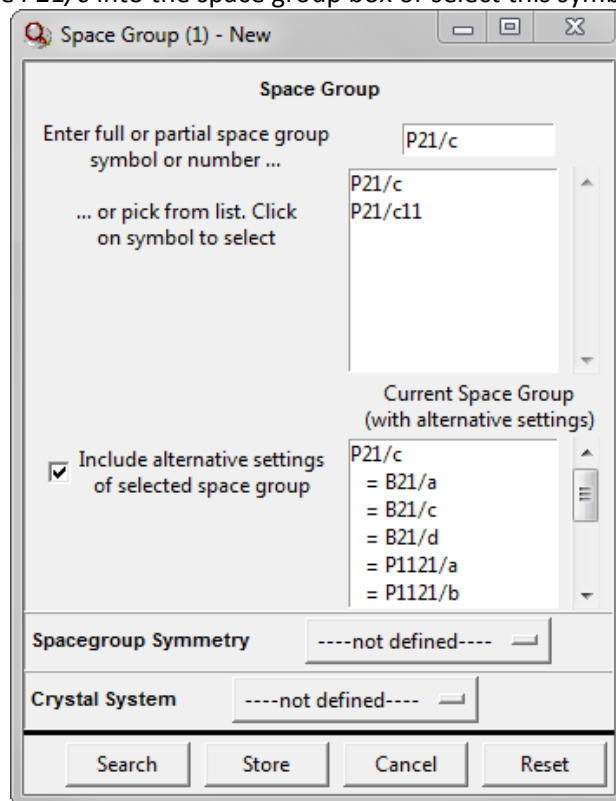 P21/c into the space group box or select this symb
Space Group (1) - New
Space Group
Enter full or partial space group
symbol or number ...
P21/c
... or pick from list. Click
on symbol to select
P21/c
P21/c11
Current Space Group
(with alternative settings)
Include alternative settings
of selected space group
P21/c
= B21/a
= B21/c
= B21/d
= P1121/a
= P1121/b
Spacegroup Symmetry ----not defined----
Crystal System ----not defined----
Search Store Cancel Reset